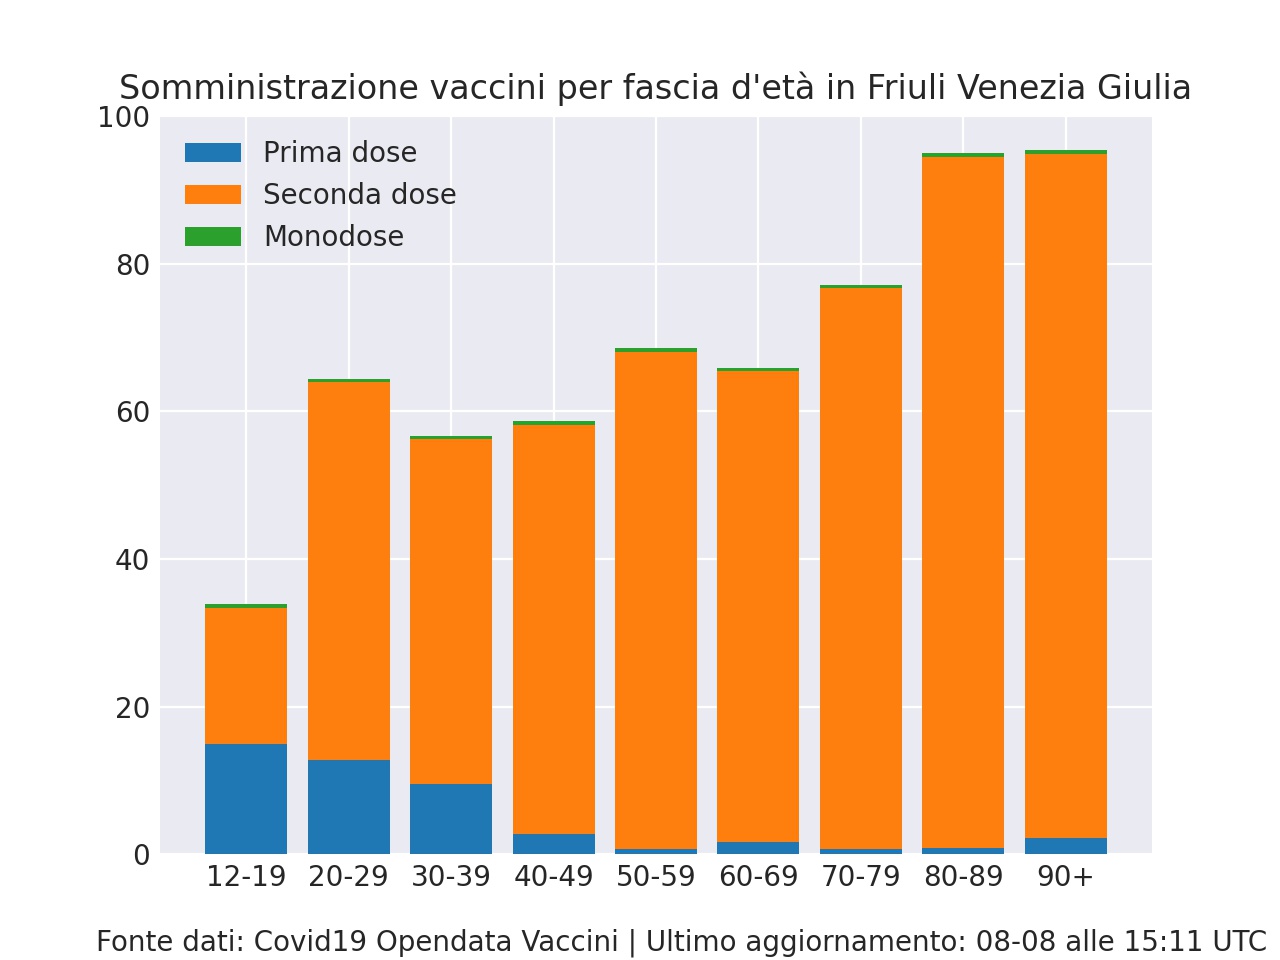 Somministrazione vaccini per fascia d'età in Friuli Venezia Giulia
100
Prima dose
Seconda dose
Monodose
80
60
40
20
0
12-19 20-29 30-39 40-49 50-59 60-69 70-79 80-89 90+
Fonte dati: Covid19 Opendata Vaccini | Ultimo aggiornamento: 08-08 alle 15:11 UTC